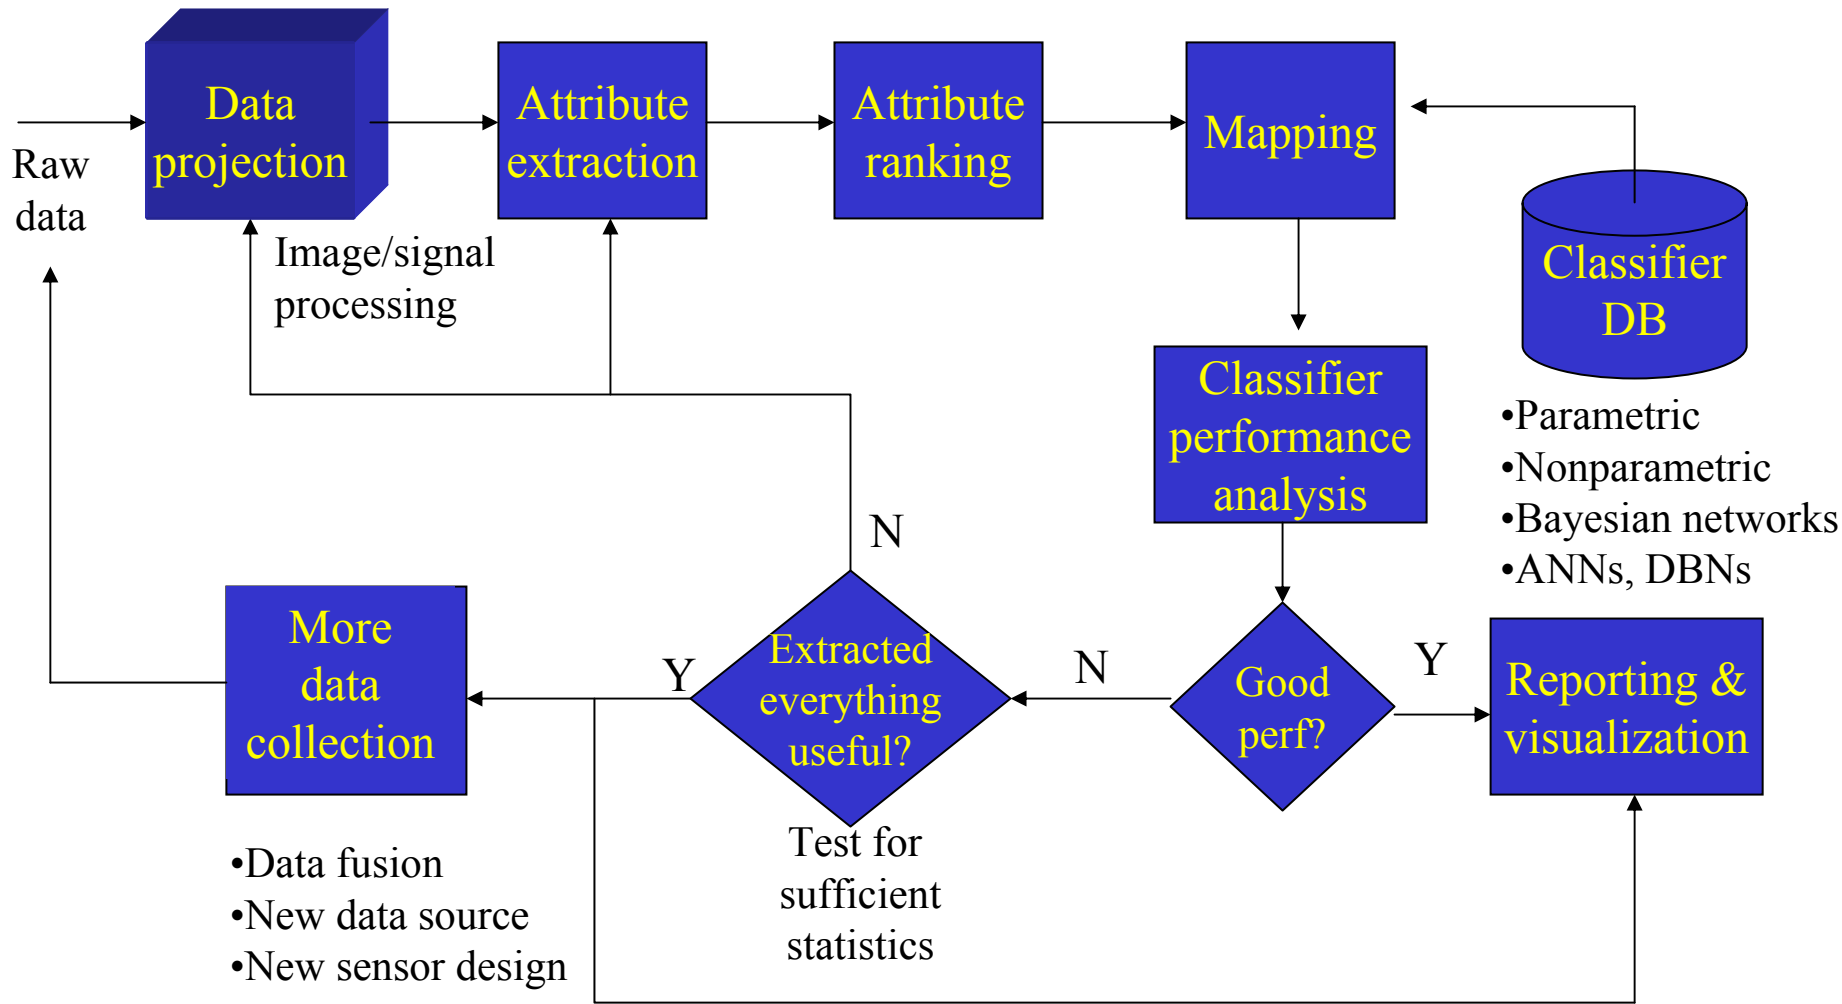 Data
projection
Attribute
extraction
Attribute
ranking
Mapping
Raw
data
Image/signal
processing
Classifier
DB
Classifier
performance
analysis
•Parametric
•Nonparametric
•Bayesian networks
•ANNs, DBNs
N
More
data
collection
Y
Extracted
everything
useful?
N
Good
perf?
Y
Reporting &
visualization
Test for
sufficient
statistics
•Data fusion
•New data source
•New sensor design